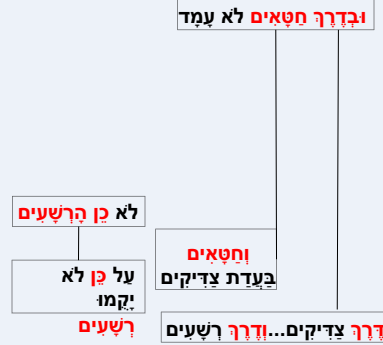 וּבְדֶרֶךְ חַטָּאִים לֹא עָמָד
לֹא כֵן הָרְשָׁעִים
וְחַטָּאִים
בַּעֲדַת צַדִּיקִים
עַל כֵּן לֹא
יָקֻמוּ
רְשָׁעִים
דֶּרֶךְ צַדִּיקִים...וְדֶרֶךְ רְשָׁעִים